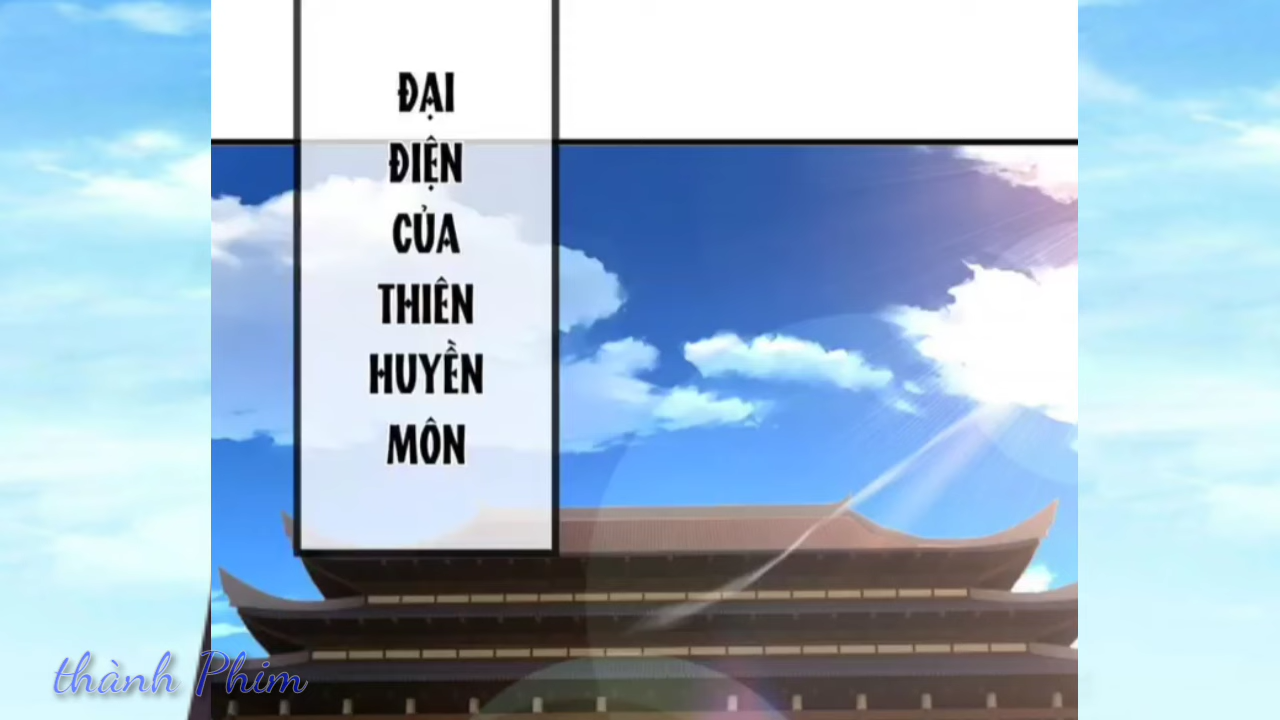 ĐẠI
ĐIỆN
CỦA
THIÊN
HUYỀN
MÔN
thành Phim